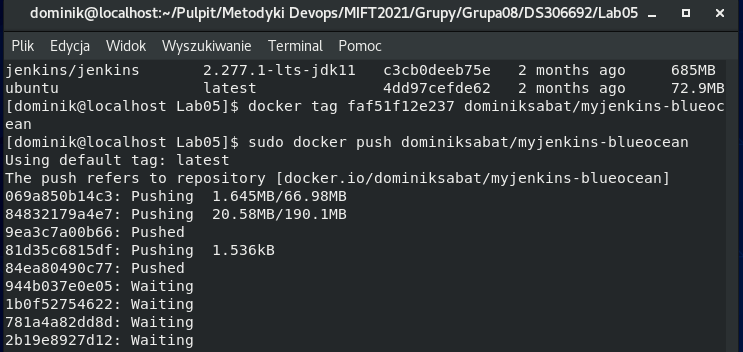 dominik@localhost:~/Pulpit/Metodyki Devops/MIFT2021/Grupy/Grupa08/DS306692/Lab05
Plik Edycja Widok Wyszukiwanie Terminal Pomoc
jenkins/jenkins 2.277.1-lts-jdk11 c3cb0deeb75e 2 months ago 685MB
ubuntu latest 4dd97cefde62 2 months ago 72.9MB
[dominik@localhost Lab05]$ docker tag faf51f12e237 dominiksabat/myjenkins-blueoc
ean
[dominik@localhost Lab05]$ sudo docker push dominiksabat/myjenkins-blueocean
Using default tag: latest
The push refers to repository [docker.io/dominiksabat/myjenkins-blueocean]
069a850b14c3: Pushing 1.645MB/66.98MB
84832179a4e7: Pushing 20.58MB/190.1MB
9ea3c7a00b66: Pushed
81d35c6815df: Pushing 1.536kB
84ea80490c77: Pushed
944b037e0e05: Waiting
1b0f52754622: Waiting
781a4a82dd8d: Waiting
2b19e8927d12: Waiting